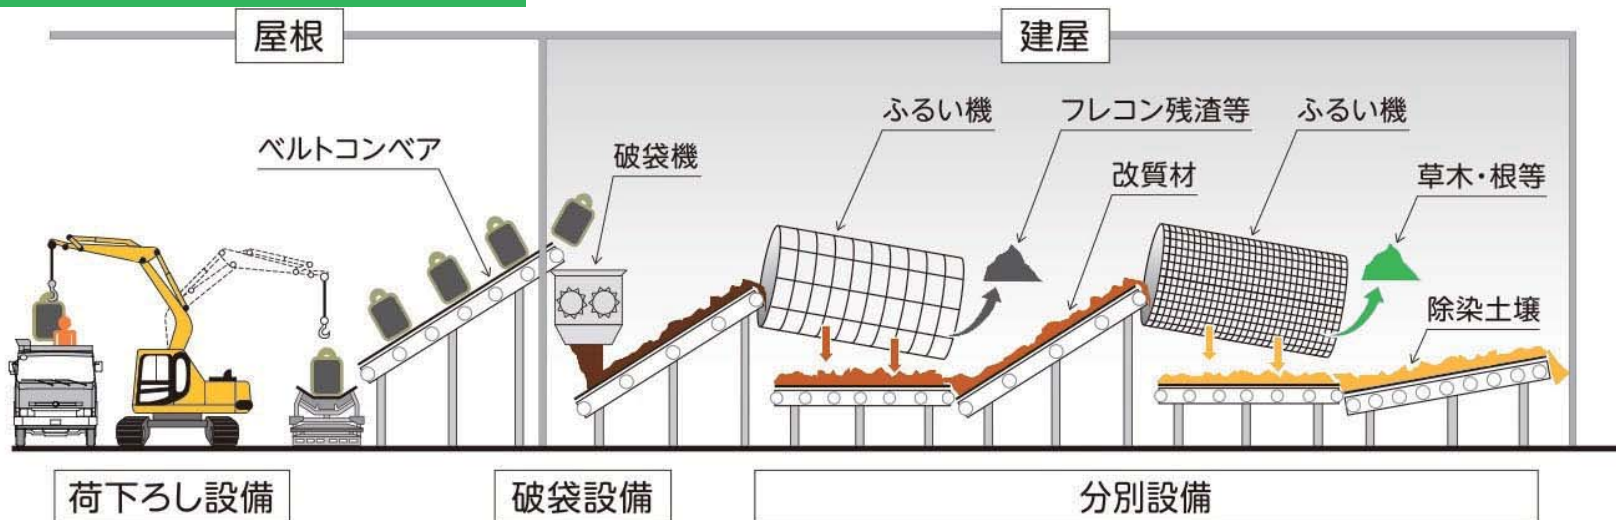 屋根
建屋
ベルトコンベア
破袋機
ふるい機
フレコン残渣等
改質材
ふるい機
草木・根等
除染土壌
荷下ろし設備
破袋設備
分別設備